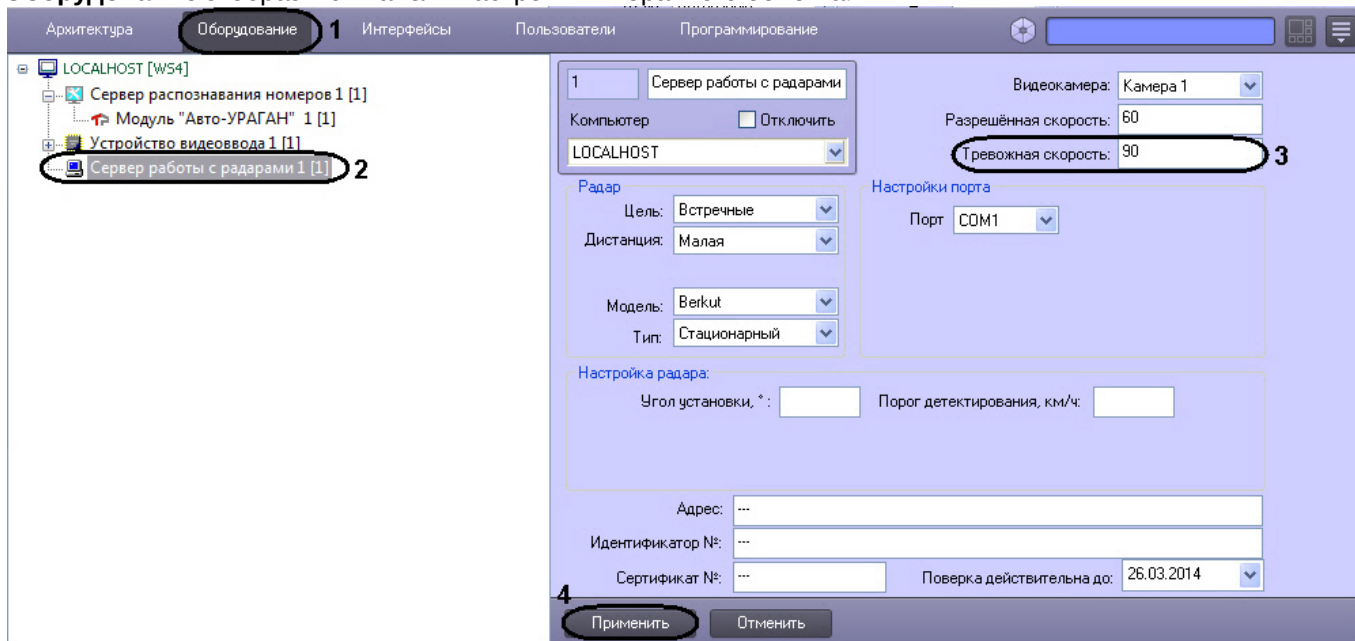 Архитектура Оборудование 1 Интерфейсы Пользователи Программирование
LOCALHOST [WS4]
Сервер распознавания номеров 1 [1]
Модуль "Авто-УРАГАН" 1 [1]
Устройство видеоввода 1 [1]
Сервер работы с радарами 1 [1] 2
1 Сервер работы с радарами
Компьютер Отключить
LOCALHOST
Видеокамера: Камера 1
Разрешённая скорость: 60
Тревожная скорость: 90 3
Радар
Цель: Встречные
Дистанция: Малая
Модель: Berkut
Тип: Стационарный
Настройки порта
Порт COM1
Настройка радара:
Угол установки, ° : Порог детектирования, км/ч:
Адрес: ---
Идентификатор №: ---
Сертификат №: --- Поверка действительна до: 26.03.2014
4
Применить Отменить